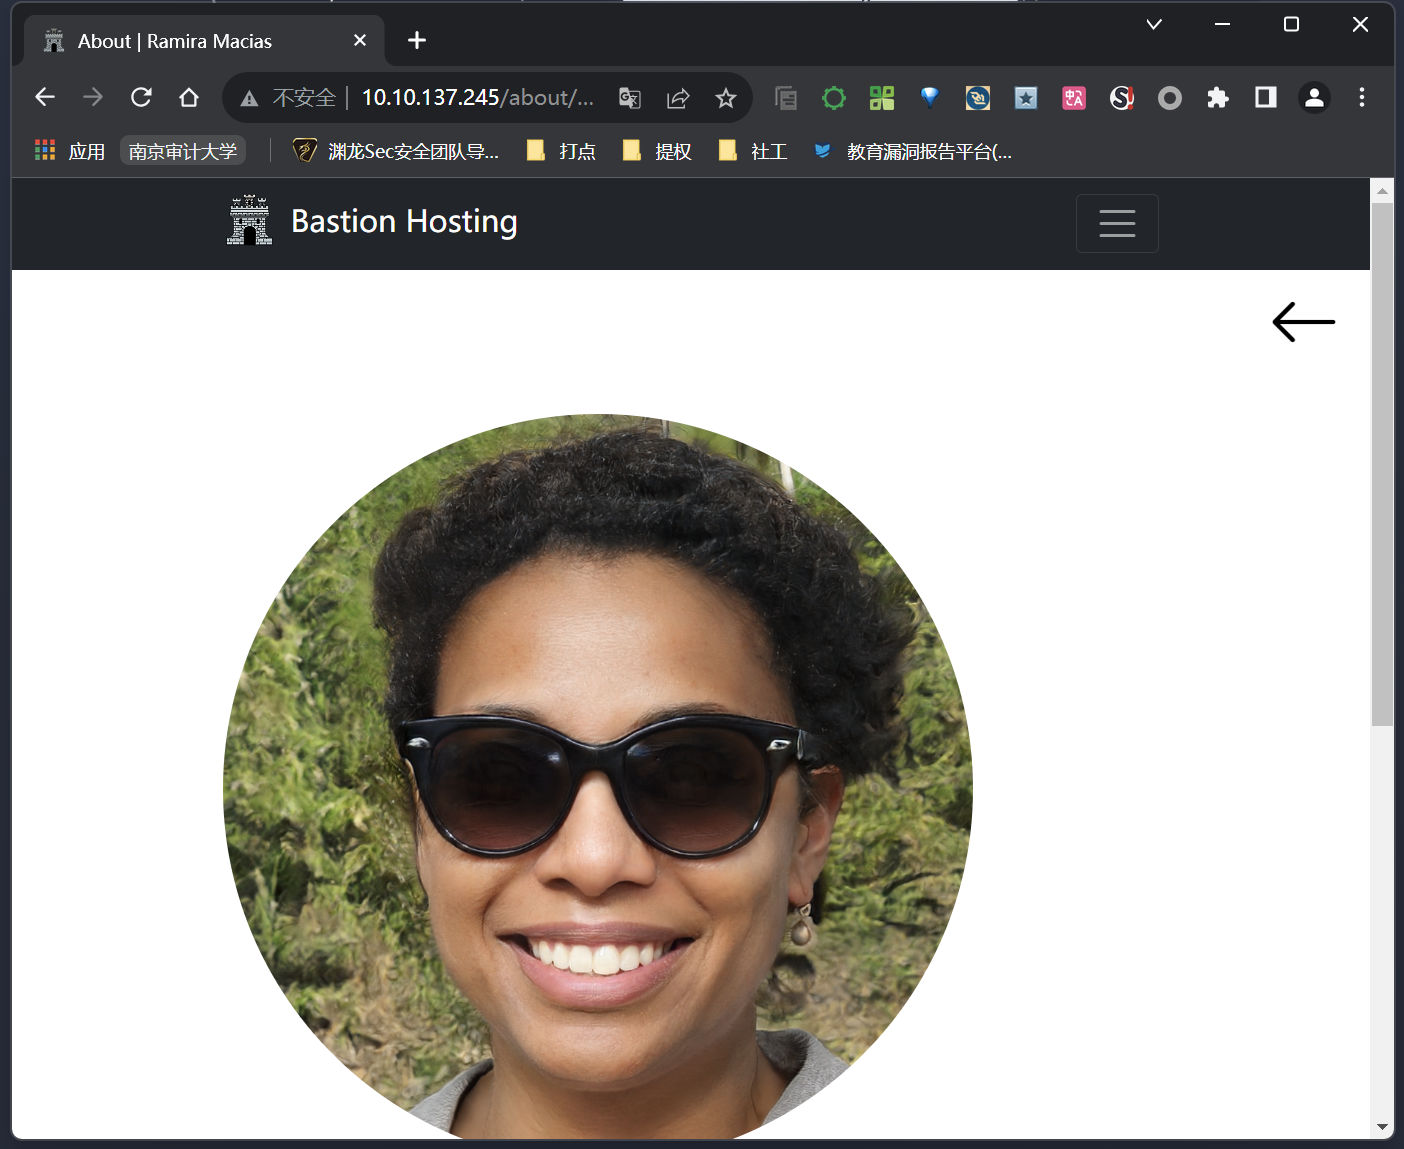 About | Ramira Macias
不安全 | 10.10.137.245/about/...
应用 南京审计大学 渊龙Sec安全团队导... 打点 提权 社工 教育漏洞报告平台(...
Bastion Hosting